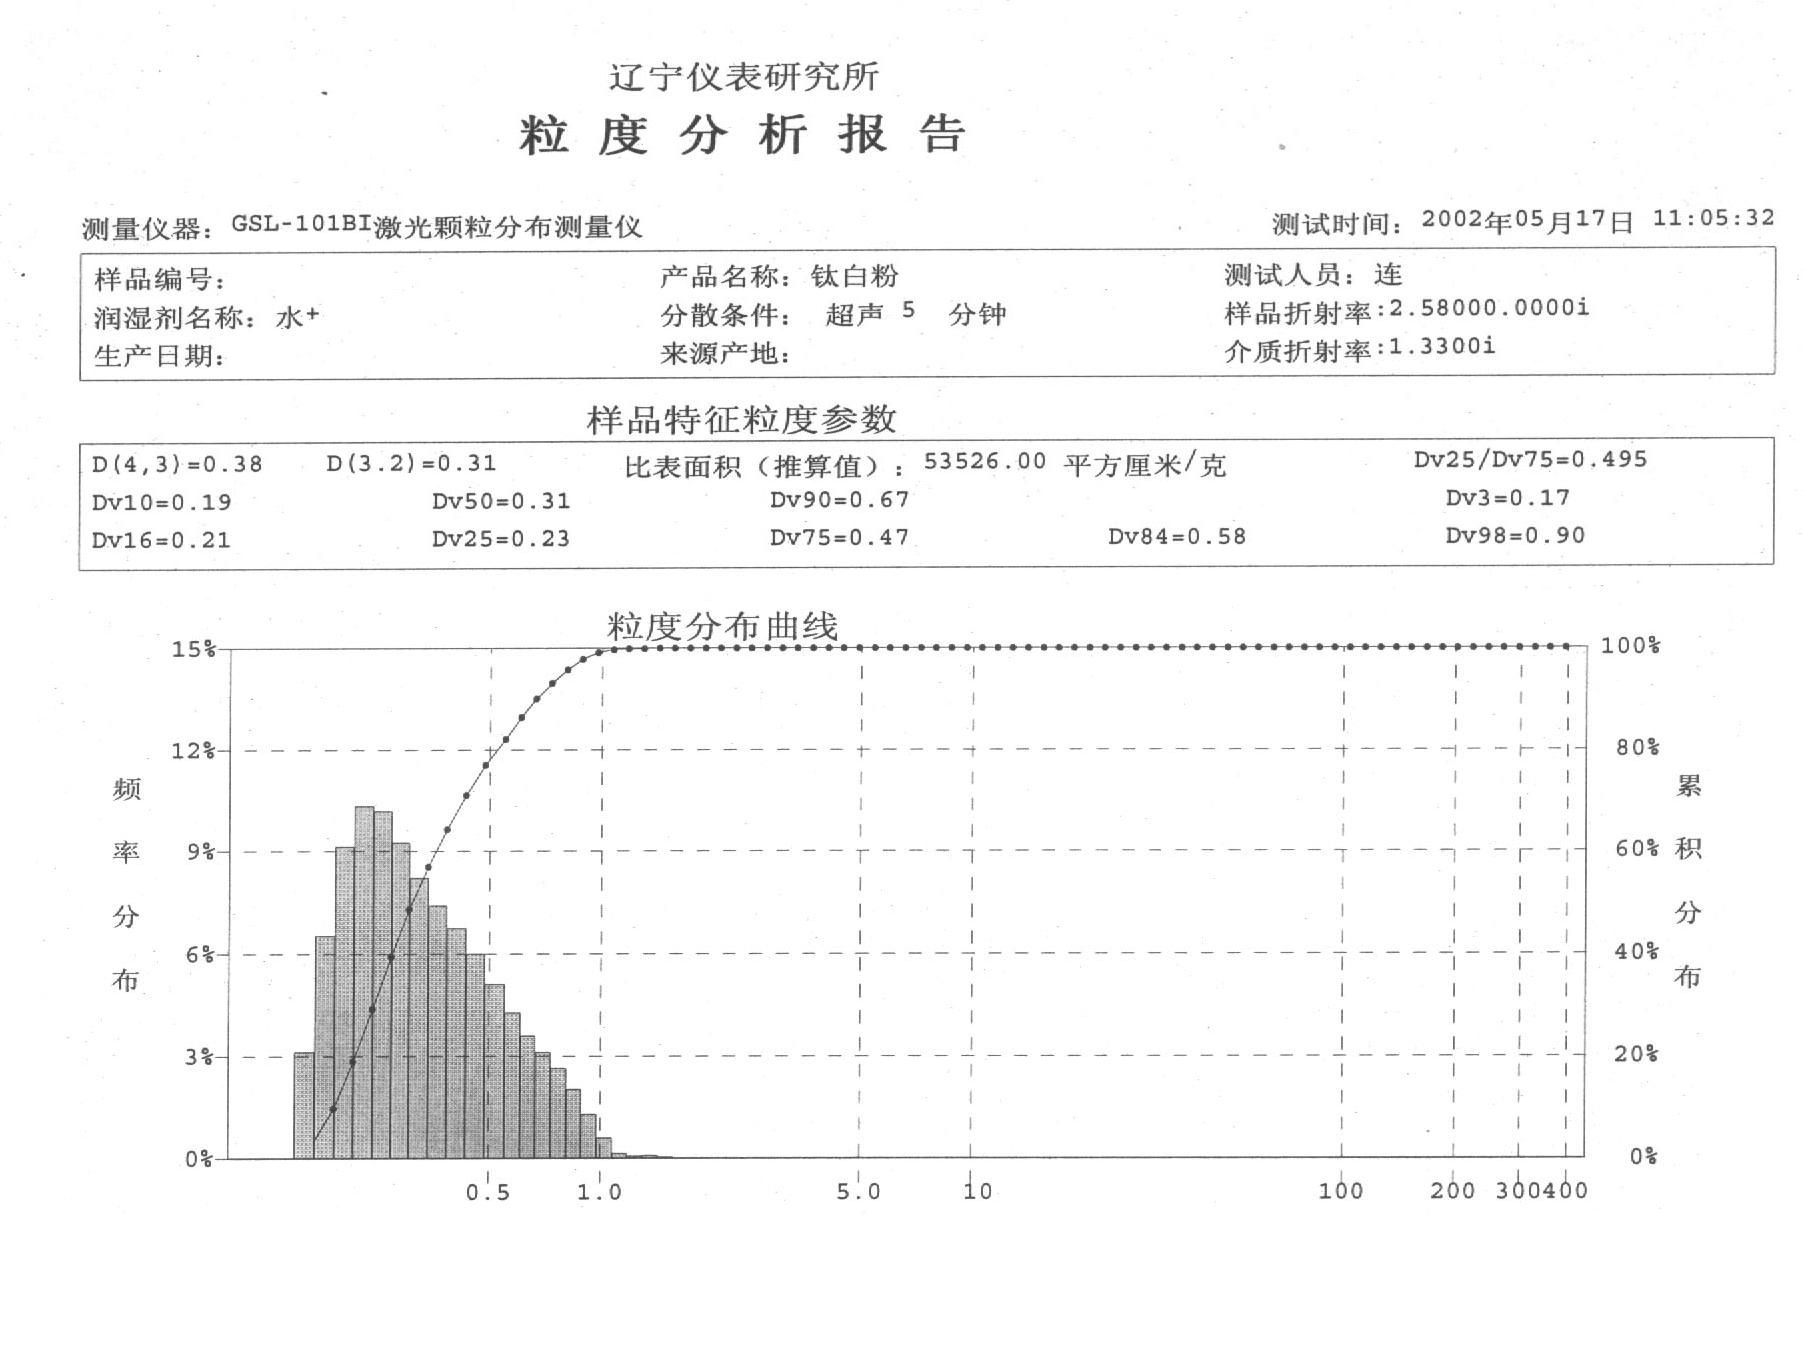 辽宁仪表研究所
粒度分析报告
测量仪器：GSL-101BI激光颗粒分布测量仪 测试时间：2002年05月17日 11:05:32
样品编号： 产品名称：钛白粉 测试人员：连
润湿剂名称：水+ 分散条件： 超声 5 分钟 样品折射率:2.58000.0000i
生产日期： 来源产地： 介质折射率:1.3300i
样品特征粒度参数
D(4,3)=0.38 D(3.2)=0.31 比表面积（推算值）：53526.00 平方厘米/克 Dv25/Dv75=0.495
Dv10=0.19 Dv50=0.31 Dv90=0.67 Dv3=0.17
Dv16=0.21 Dv25=0.23 Dv75=0.47 Dv84=0.58 Dv98=0.90
粒度分布曲线
15% 100%
12% 80%
频率分布 累积分布
9% 60%
6% 40%
3% 20%
0% 0%
0.5 1.0 5.0 10 100 200 300400